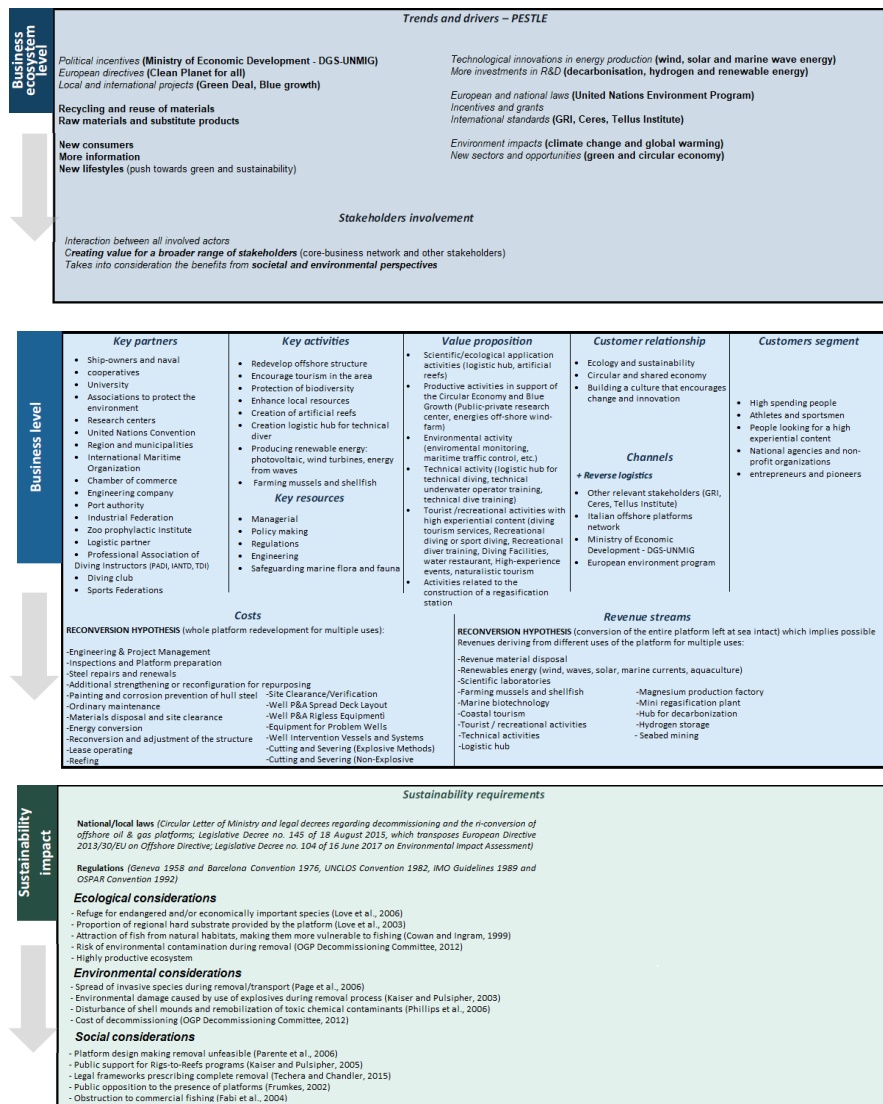 Business
ecosystem
level
Trends and drivers – PESTLE
Political incentives (Ministry of Economic Development - DGS-UNMIG)
European directives (Clean Planet for all)
Local and international projects (Green Deal, Blue growth)
Recycling and reuse of materials
Raw materials and substitute products
New consumers
More information
New lifestyles (push towards green and sustainability)
Technological innovations in energy production (wind, solar and marine wave energy)
More investments in R&D (decarbonisation, hydrogen and renewable energy)
European and national laws (United Nations Environment Program)
Incentives and grants
International standards (GRI, Ceres, Tellus Institute)
Environment impacts (climate change and global warming)
New sectors and opportunities (green and circular economy)
Stakeholders involvement
Interaction between all involved actors
Creating value for a broader range of stakeholders (core-business network and other stakeholders)
Takes into consideration the benefits from societal and environmental perspectives
Business level
Key partners
• Ship-owners and naval
• cooperatives
• University
• Associations to protect the
environment
• Research centers
• United Nations Convention
• Region and municipalities
• International Maritime
Organization
• Chamber of commerce
• Engineering company
• Port authority
• Industrial Federation
• Zoo prophylactic Institute
• Logistic partner
• Professional Association of
Diving Instructors (PADI, IANTD, TDI)
• Diving club
• Sports Federations
Key activities
• Redevelop offshore structure
• Encourage tourism in the area
• Protection of biodiversity
• Enhance local resources
• Creation of artificial reefs
• Creation logistic hub for technical
diver
• Producing renewable energy:
photovoltaic, wind turbines, energy
from waves
• Farming mussels and shellfish
Key resources
• Managerial
• Policy making
• Regulations
• Engineering
• Safeguarding marine flora and fauna
Value proposition
• Scientific/ecological application
activities (logistic hub, artificial
reefs)
• Productive activities in support of
the Circular Economy and Blue
Growth (Public-private research
center, energies off-shore wind-
farm)
• Environmental activity
(enviromental monitoring,
maritime traffic control, etc.)
• Technical activity (logistic hub for
technical diving, technical
underwater operator training,
technical dive training)
• Tourist /recreational activities with
high experiential content (diving
tourism services, Recreational
diving or sport diving, Recreational
diver training, Diving Facilities,
water restaurant, High-experience
events, naturalistic tourism
• Activities related to the
construction of a regasification
station
Customer relationship
• Ecology and sustainability
• Circular and shared economy
• Building a culture that encourages
change and innovation
Channels
+ Reverse logistics
• Other relevant stakeholders (GRI,
Ceres, Tellus Institute)
• Italian offshore platforms
network
• Ministry of Economic
Development - DGS-UNMIG
• European environment program
Customers segment
• High spending people
• Athletes and sportsmen
• People looking for a high
experiential content
• National agencies and non-
profit organizations
• entrepreneurs and pioneers
Costs
RECONVERSION HYPOTHESIS (whole platform redevelopment for multiple uses):
-Engineering & Project Management
-Inspections and Platform preparation
-Steel repairs and renewals
-Additional strengthening or reconfiguration for repurposing
-Painting and corrosion prevention of hull steel
-Ordinary maintenance
-Materials disposal and site clearance
-Energy conversion
-Reconversion and adjustment of the structure
-Lease operating
-Reefing
-Site Clearance/Verification
-Well P&A Spread Deck Layout
-Well P&A Rigless Equipmenti
-Equipment for Problem Wells
-Well Intervention Vessels and Systems
-Cutting and Severing (Explosive Methods)
-Cutting and Severing (Non-Explosive
Revenue streams
RECONVERSION HYPOTHESIS (conversion of the entire platform left at sea intact) which implies possible
Revenues deriving from different uses of the platform for multiple uses:
-Revenue material disposal
-Renewables energy (wind, waves, solar, marine currents, aquaculture)
-Scientific laboratories
-Farming mussels and shellfish
-Marine biotechnology
-Coastal tourism
-Tourist / recreational activities
-Technical activities
-Logistic hub
-Magnesium production factory
-Mini regasification plant
-Hub for decarbonization
-Hydrogen storage
- Seabed mining
Sustainability
impact
Sustainability requirements
National/local laws (Circular Letter of Ministry and legal decrees regarding decommissioning and the ri-conversion of
offshore oil & gas platforms; Legislative Decree no. 145 of 18 August 2015, which transposes European Directive
2013/30/EU on Offshore Directive; Legislative Decree no. 104 of 16 June 2017 on Environmental Impact Assessment)
Regulations (Geneva 1958 and Barcelona Convention 1976, UNCLOS Convention 1982, IMO Guidelines 1989 and
OSPAR Convention 1992)
Ecological considerations
- Refuge for endangered and/or economically important species (Love et al., 2006)
- Proportion of regional hard substrate provided by the platform (Love et al., 2003)
- Attraction of fish from natural habitats, making them more vulnerable to fishing (Cowan and Ingram, 1999)
- Risk of environmental contamination during removal (OGP Decommissioning Committee, 2012)
- Highly productive ecosystem
Environmental considerations
- Spread of invasive species during removal/transport (Page et al., 2006)
- Environmental damage caused by use of explosives during removal process (Kaiser and Pulsipher, 2003)
- Disturbance of shell mounds and remobilization of toxic chemical contaminants (Phillips et al., 2006)
- Cost of decommissioning (OGP Decommissioning Committee, 2012)
Social considerations
- Platform design making removal unfeasible (Parente et al., 2006)
- Public support for Rigs-to-Reefs programs (Kaiser and Pulsipher, 2005)
- Legal frameworks prescribing complete removal (Techera and Chandler, 2015)
- Public opposition to the presence of platforms (Frumkes, 2002)
- Obstruction to commercial fishing (Fabi et al., 2004)